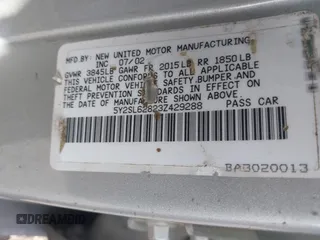 MFD BY: NEW UNITED MOTOR MANUFACTURING
INC 07/02
GVWR 3845LB GAWR FR 2015LB RR 1850LB
THIS VEHICLE CONFORMS TO ALL APPLICABLE
FEDERAL MOTOR VEHICLE SAFETY, BUMPER, AND
THEFT PREVENTION STANDARDS IN EFFECT ON
THE DATE OF MANUFACTURE SHOWN ABOVE.
5Y2SL62823Z429288 PASS CAR
BAB020013
DREAMBID